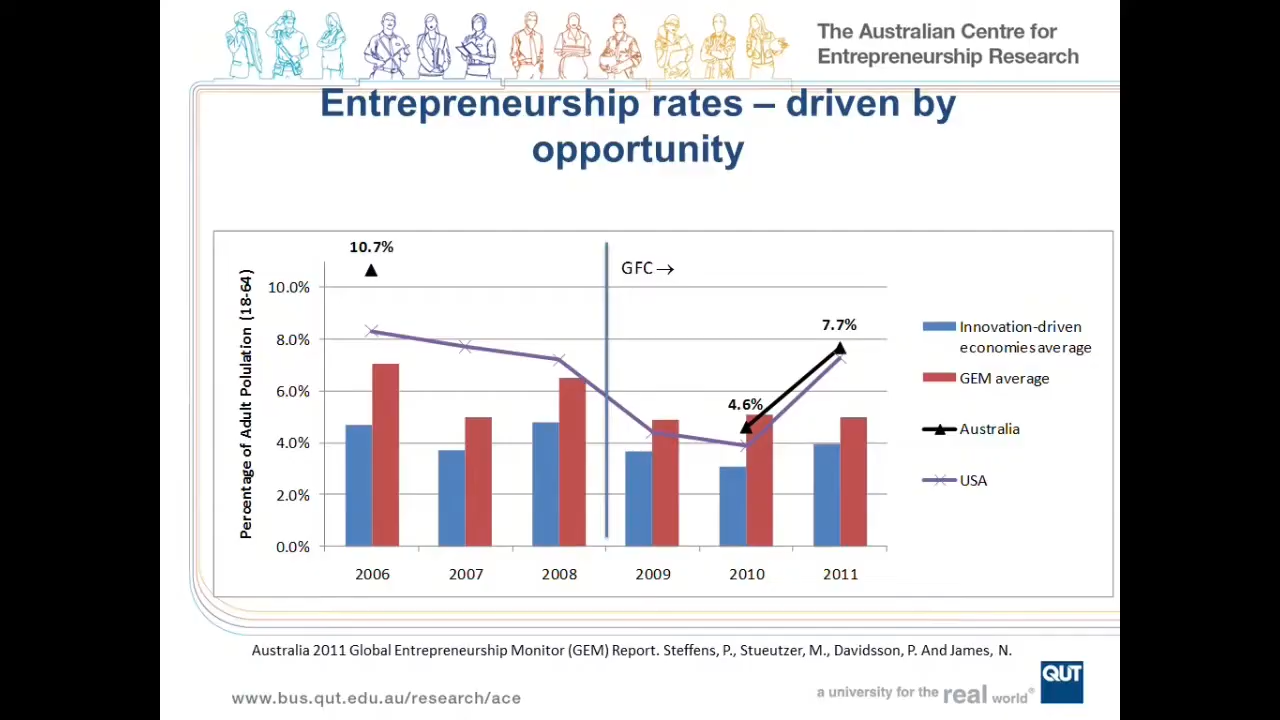 The Australian Centre for
Entrepreneurship Research
Entrepreneurship rates – driven by
opportunity
10.7%
GFC →
7.7%
4.6%
Percentage of Adult Polulation (18-64)
10.0%
8.0%
6.0%
4.0%
2.0%
0.0%
2006 2007 2008 2009 2010 2011
Innovation-driven
economies average
GEM average
Australia
USA
Australia 2011 Global Entrepreneurship Monitor (GEM) Report. Steffens, P., Stueutzer, M., Davidsson, P. And James, N.
www.bus.qut.edu.au/research/ace
a university for the real world®
QUT